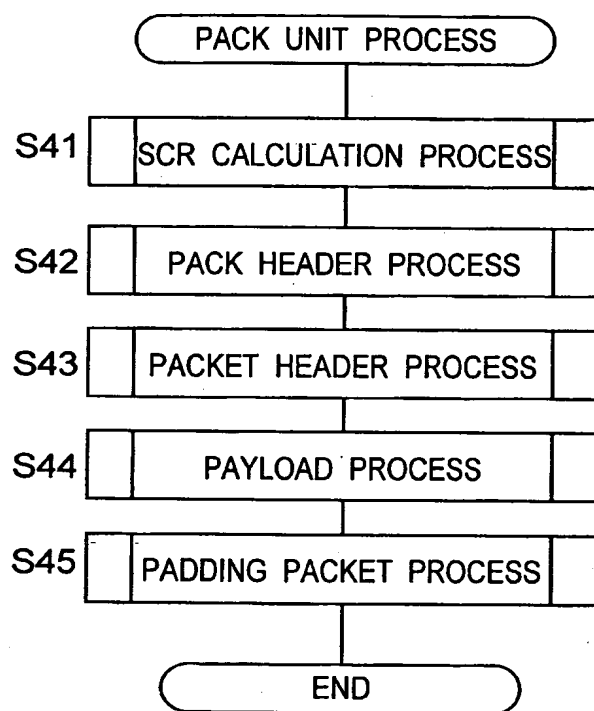 PACK UNIT PROCESS
S41 SCR CALCULATION PROCESS
S42 PACK HEADER PROCESS
S43 PACKET HEADER PROCESS
S44 PAYLOAD PROCESS
S45 PADDING PACKET PROCESS
END